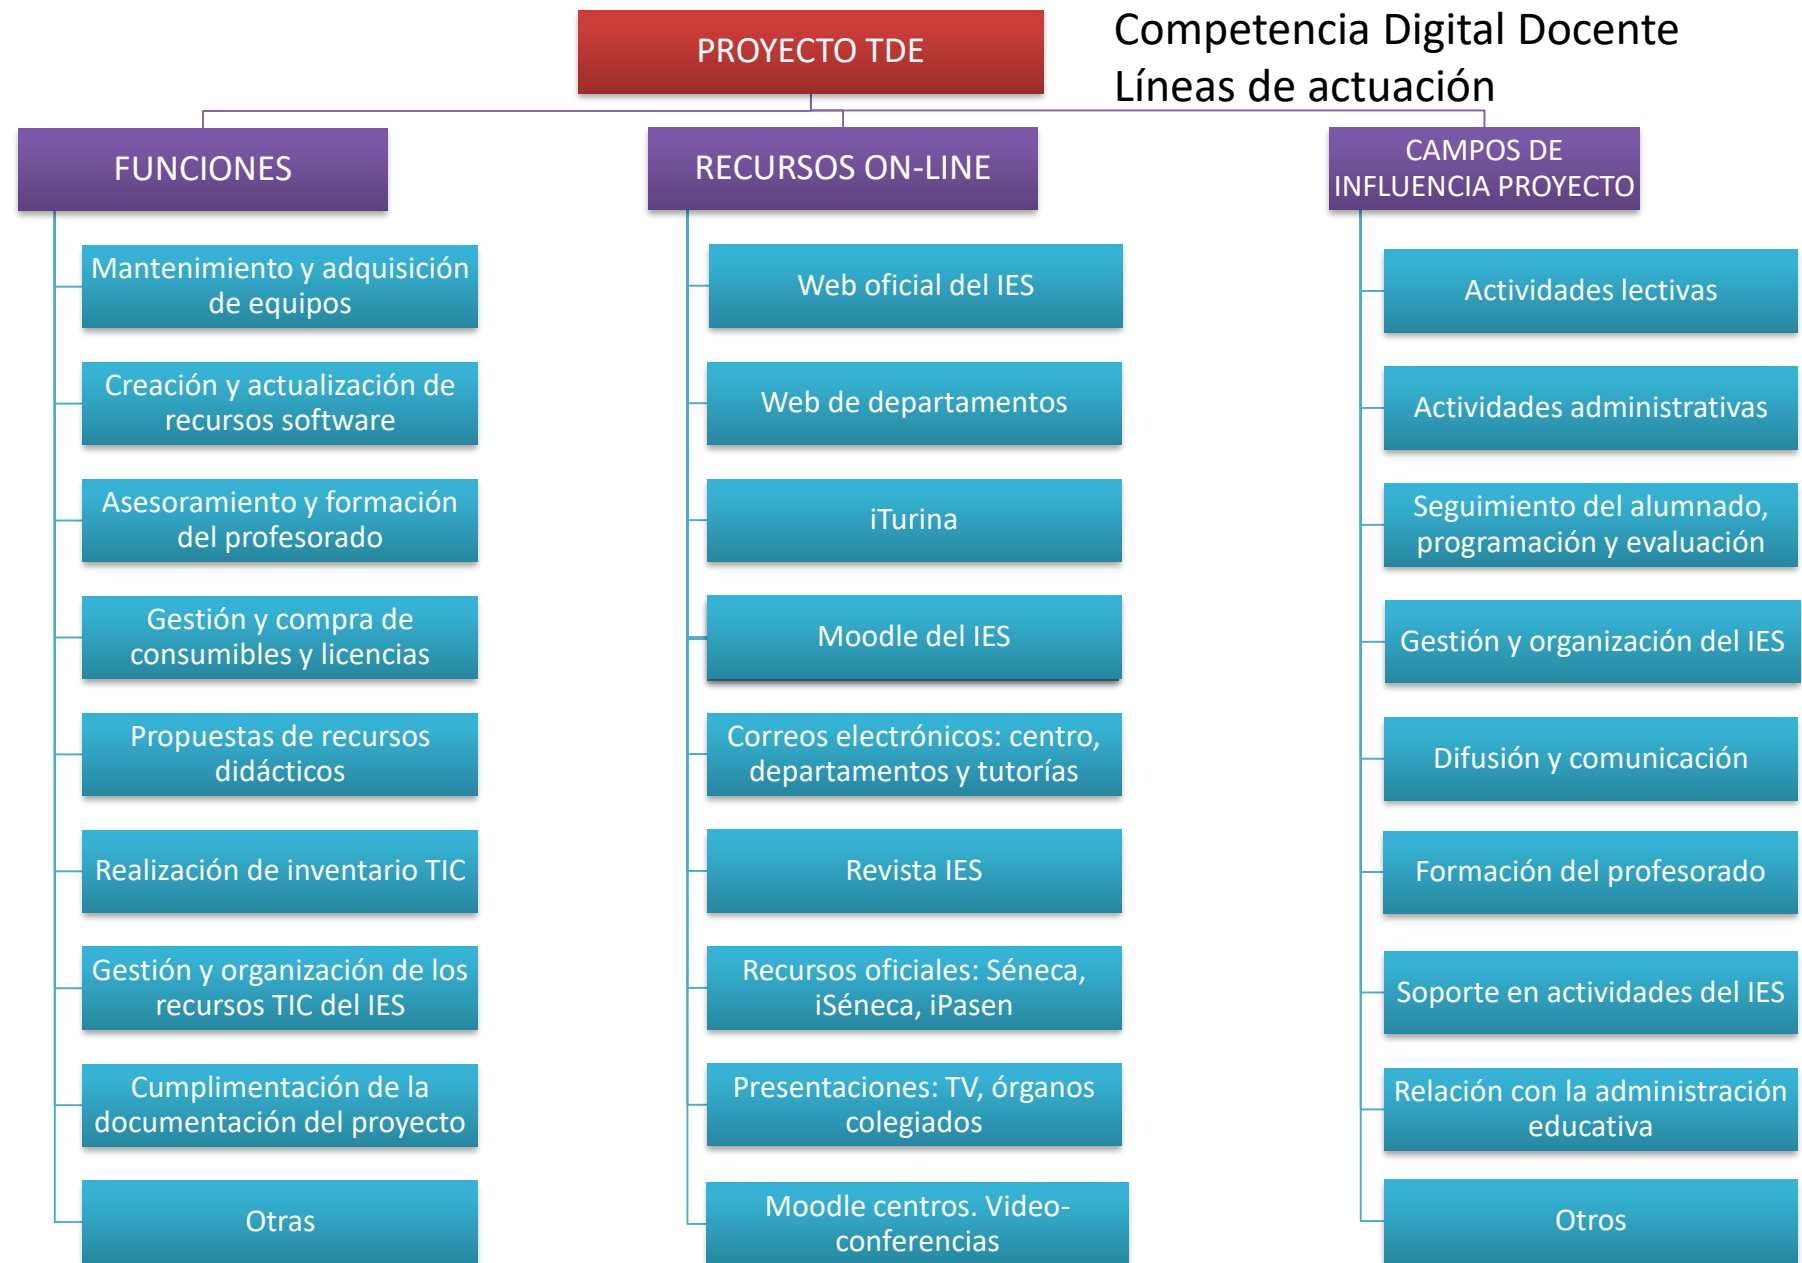 PROYECTO TDE
Competencia Digital Docente
Líneas de actuación
FUNCIONES
Mantenimiento y adquisición
de equipos
Creación y actualización de
recursos software
Asesoramiento y formación
del profesorado
Gestión y compra de
consumibles y licencias
Propuestas de recursos
didácticos
Realización de inventario TIC
Gestión y organización de los
recursos TIC del IES
Cumplimentación de la
documentación del proyecto
Otras
RECURSOS ON-LINE
Web oficial del IES
Web de departamentos
iTurina
Moodle del IES
Correos electrónicos: centro,
departamentos y tutorías
Revista IES
Recursos oficiales: Séneca,
iSéneca, iPasen
Presentaciones: TV, órganos
colegiados
Moodle centros. Video-
conferencias
CAMPOS DE
INFLUENCIA PROYECTO
Actividades lectivas
Actividades administrativas
Seguimiento del alumnado,
programación y evaluación
Gestión y organización del IES
Difusión y comunicación
Formación del profesorado
Soporte en actividades del IES
Relación con la administración
educativa
Otros